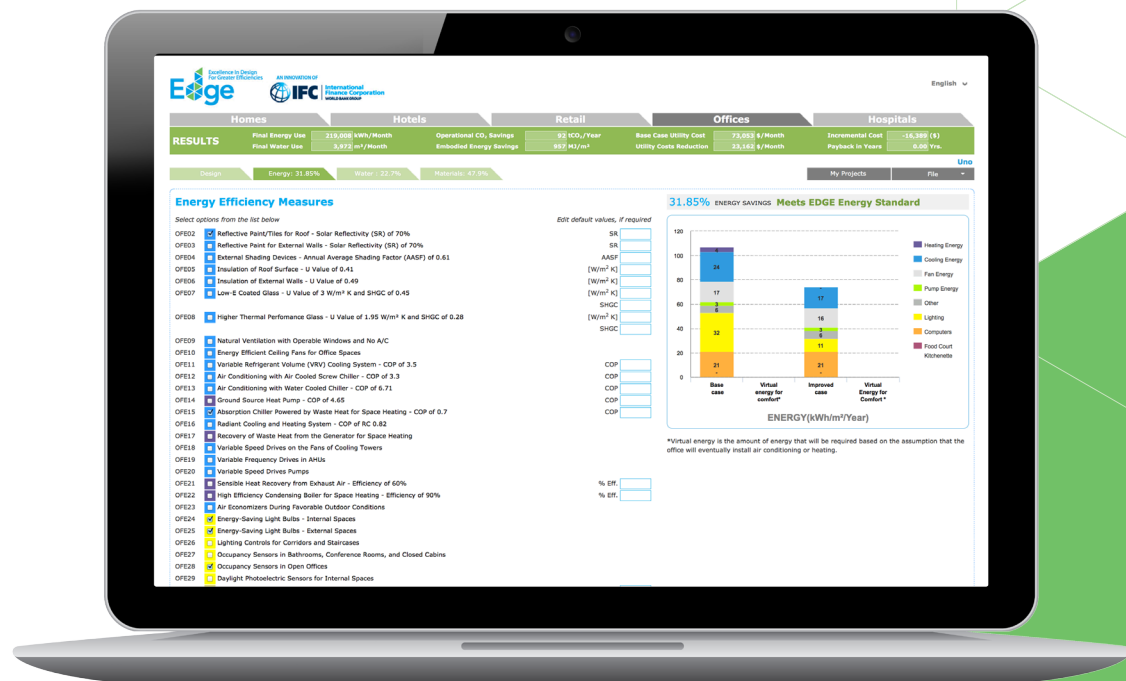 Excellence in Design
For Greater Efficiencies
Edge
AN INNOVATION OF
IFC International
Finance Corporation
WORLD BANK GROUP
English
Homes Hotels Retail Offices Hospitals
RESULTS
Final Energy Use 219,008 kWh/Month Operational CO₂ Savings 92 tCO₂/Year Base Case Utility Cost 73,053 $/Month Incremental Cost -16,389 ($)
Final Water Use 3,973 m³/Month Embodied Energy Savings 957 MJ/m² Utility Costs Reduction 23,163 $/Month Payback in Years 0.00 Yrs.
Uno
Design Energy: 31.85% Water : 22.7% Materials: 47.9% My Projects File
Energy Efficiency Measures
Select options from the list below Edit default values, if required
OFE02 Reflective Paint/Tiles for Roof - Solar Reflectivity (SR) of 70% SR
OFE03 Reflective Paint for External Walls - Solar Reflectivity (SR) of 70% SR
OFE04 External Shading Devices - Annual Average Shading Factor (AASF) of 0.61 AASF
OFE05 Insulation of Roof Surface - U Value of 0.41 [W/m² K]
OFE06 Insulation of External Walls - U Value of 0.49 [W/m² K]
OFE07 Low-E Coated Glass - U Value of 3 W/m² K and SHGC of 0.45 [W/m² K]
SHGC
OFE08 Higher Thermal Perfomance Glass - U Value of 1.95 W/m² K and SHGC of 0.28 [W/m² K]
SHGC
OFE09 Natural Ventilation with Operable Windows and No A/C
OFE10 Energy Efficient Ceiling Fans for Office Spaces
OFE11 Variable Refrigerant Volume (VRV) Cooling System - COP of 3.5 COP
OFE12 Air Conditioning with Air Cooled Screw Chiller - COP of 3.3 COP
OFE13 Air Conditioning with Water Cooled Chiller - COP of 6.71 COP
OFE14 Ground Source Heat Pump - COP of 4.65 COP
OFE15 Absorption Chiller Powered by Waste Heat for Space Heating - COP of 0.7 COP
OFE16 Radiant Cooling and Heating System - COP of RC 0.82
OFE17 Recovery of Waste Heat from the Generator for Space Heating
OFE18 Variable Speed Drives on the Fans of Cooling Towers
OFE19 Variable Frequency Drives in AHUs
OFE20 Variable Speed Drives Pumps
OFE21 Sensible Heat Recovery from Exhaust Air - Efficiency of 60% % Eff.
OFE22 High Efficiency Condensing Boiler for Space Heating - Efficiency of 90% % Eff.
OFE23 Air Economizers During Favorable Outdoor Conditions
OFE24 Energy-Saving Light Bulbs - Internal Spaces
OFE25 Energy-Saving Light Bulbs - External Spaces
OFE26 Lighting Controls for Corridors and Staircases
OFE27 Occupancy Sensors in Bathrooms, Conference Rooms, and Closed Cabins
OFE28 Occupancy Sensors in Open Offices
OFE29 Daylight Photoelectric Sensors for Internal Spaces
31.85% ENERGY SAVINGS Meets EDGE Energy Standard
120
100
80
60
40
20
0
24
17
3
6
32
21
17
16
3
6
11
21
Base case
Virtual energy for comfort*
Improved case
Virtual Energy for Comfort *
ENERGY(kWh/m²/Year)
Heating Energy
Cooling Energy
Fan Energy
Pump Energy
Other
Lighting
Computers
Food Court
Kitchenette
*Virtual energy is the amount of energy that will be required based on the assumption that the
office will eventually install air conditioning or heating.